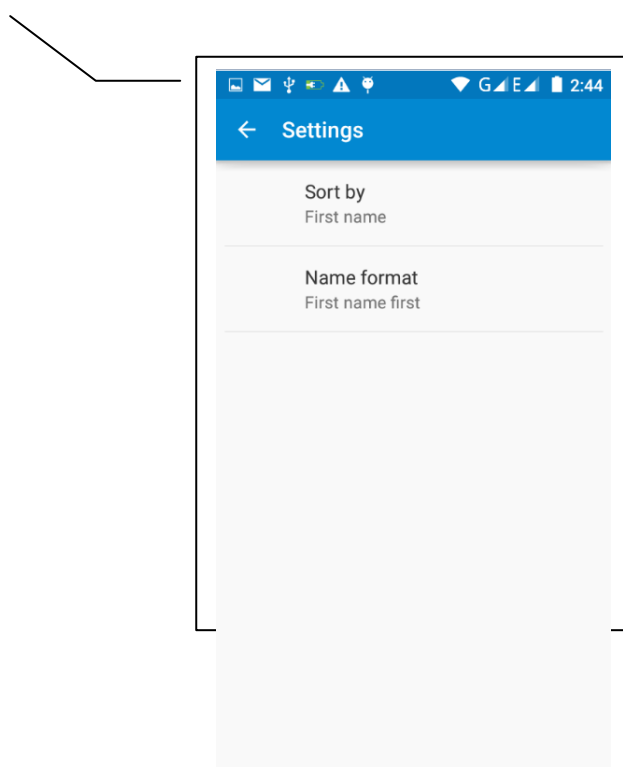 G E 2:44
Settings
Sort by
First name
Name format
First name first